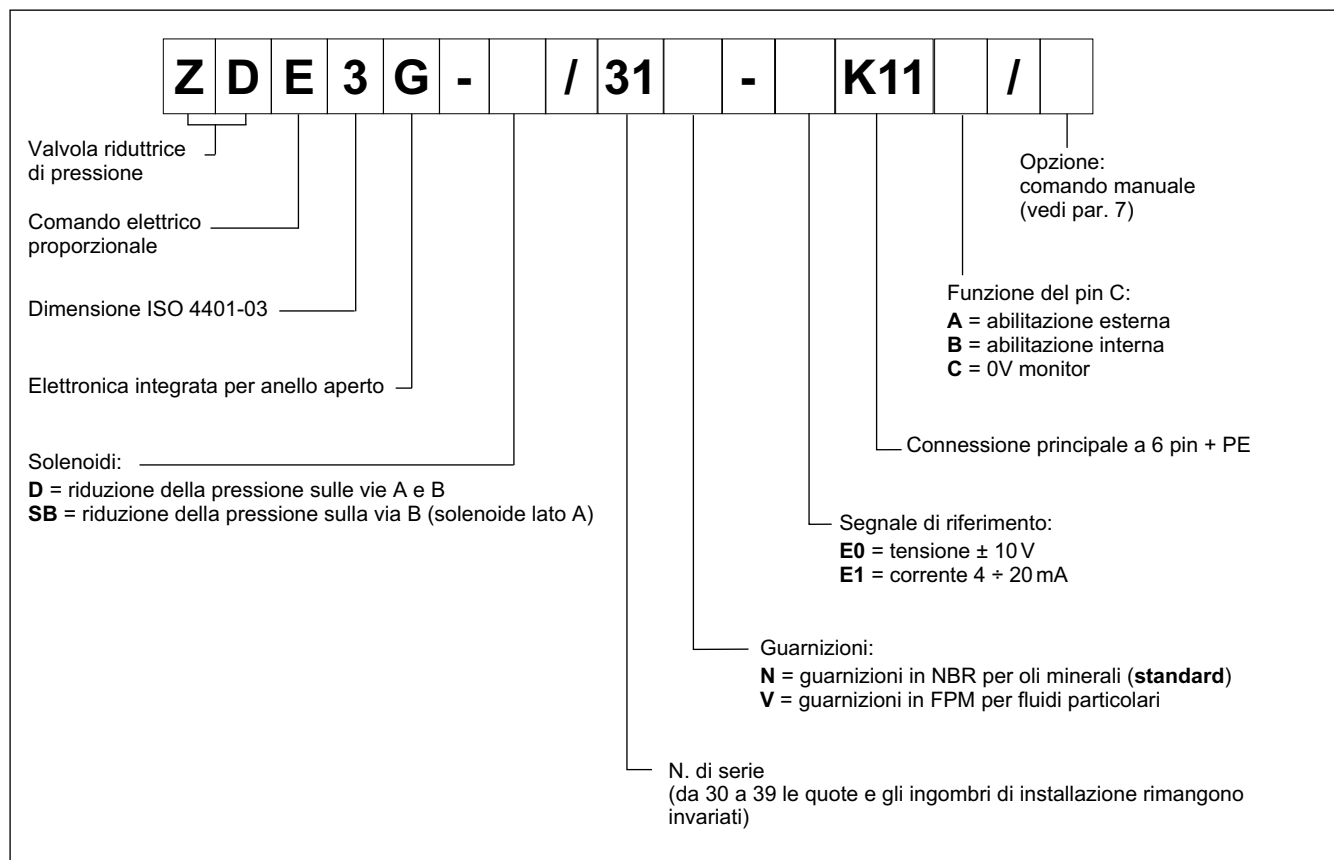 Z D E 3 G - / 31 - K11 /
Valvola riduttrice
di pressione
Comando elettrico
proporzionale
Dimensione ISO 4401-03
Elettronica integrata per anello aperto
Solenoidi:
D = riduzione della pressione sulle vie A e B
SB = riduzione della pressione sulla via B (solenoide lato A)
Opzione:
comando manuale
(vedi par. 7)
Funzione del pin C:
A = abilitazione esterna
B = abilitazione interna
C = 0V monitor
Connessione principale a 6 pin + PE
Segnale di riferimento:
E0 = tensione ± 10 V
E1 = corrente 4 ÷ 20 mA
Guarnizioni:
N = guarnizioni in NBR per oli minerali (standard)
V = guarnizioni in FPM per fluidi particolari
N. di serie
(da 30 a 39 le quote e gli ingombri di installazione rimangono
invariati)